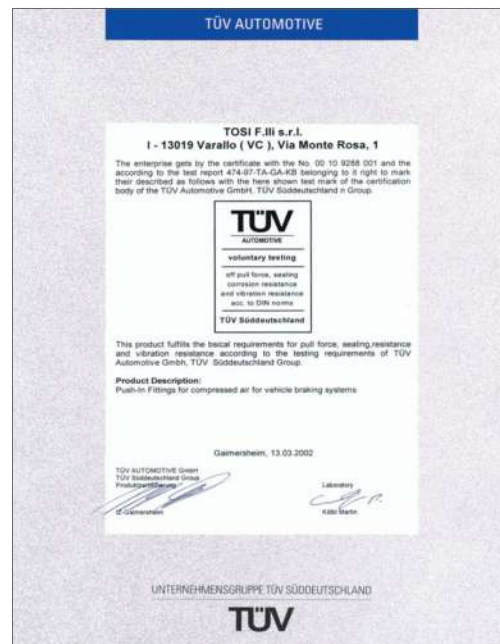 TÜV AUTOMOTIVE
TOSI F.lli s.r.l.
I - 13019 Varallo ( VC ), Via Monte Rosa, 1
The enterprise gets by the certificate with the No. 00 10 9288 001 and the
according to the test report 474-97-TA-GA-KB belonging to it right to mark
their described as follows with the here shown test mark of the certification
body of the TÜV Automotive GmbH, TÜV Süddeutschland n Group.
TÜV
AUTOMOTIVE
voluntary testing
off pull force, sealing
corrosion resistance
and vibration resistance
acc. to DIN norms
TÜV Süddeutschland
This product fulfills the bsical requirements for pull force, sealing,resistance
and vibration resistance according to the testing requirements of TÜV
Automotive Gmbh, TÜV Süddeutschland Group.
Product Description:
Push-In Fittings for compressed air for vehicle braking systems
Gaimersheim, 13.03.2002
TÜV AUTOMOTIVE GmbH
TÜV Süddeutschland Group
Produktzertifizierung
Laboratory
IZ-Gaimersheim
Martin
UNTERNEHMENSGRUPPE TÜV SÜDDEUTSCHLAND
TÜV